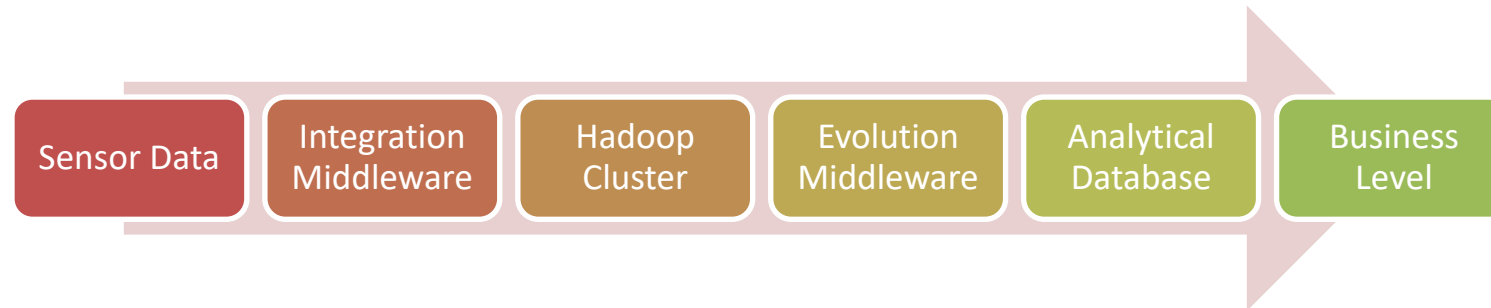 Sensor Data
Integration
Middleware
Hadoop
Cluster
Evolution
Middleware
Analytical
Database
Business
Level